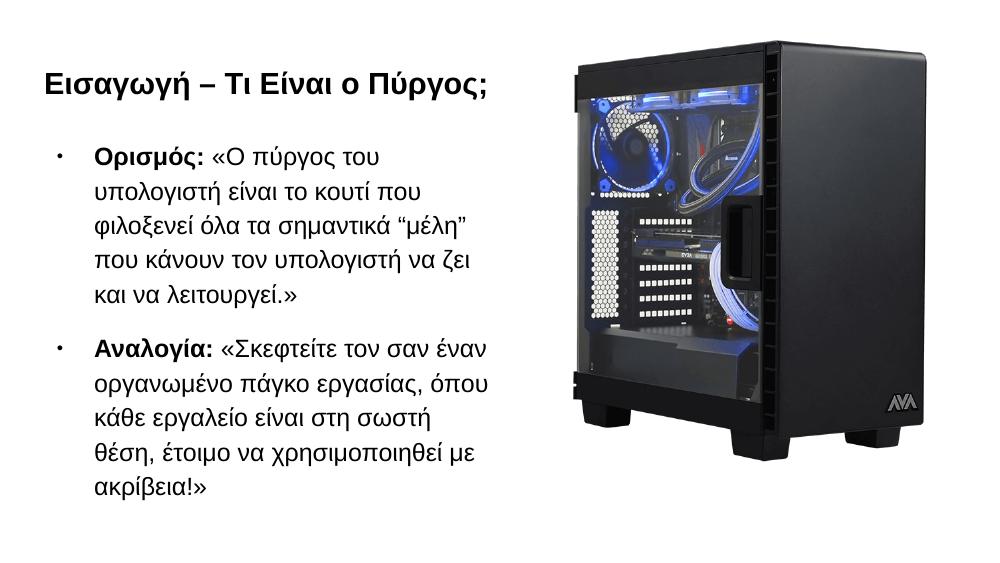 Εισαγωγή – Τι Είναι ο Πύργος;
• Ορισμός: «Ο πύργος του
υπολογιστή είναι το κουτί που
φιλοξενεί όλα τα σημαντικά “μέλη”
που κάνουν τον υπολογιστή να ζει
και να λειτουργεί.»
• Αναλογία: «Σκεφτείτε τον σαν έναν
οργανωμένο πάγκο εργασίας, όπου
κάθε εργαλείο είναι στη σωστή
θέση, έτοιμο να χρησιμοποιηθεί με
ακρίβεια!»
EVGA
AVA